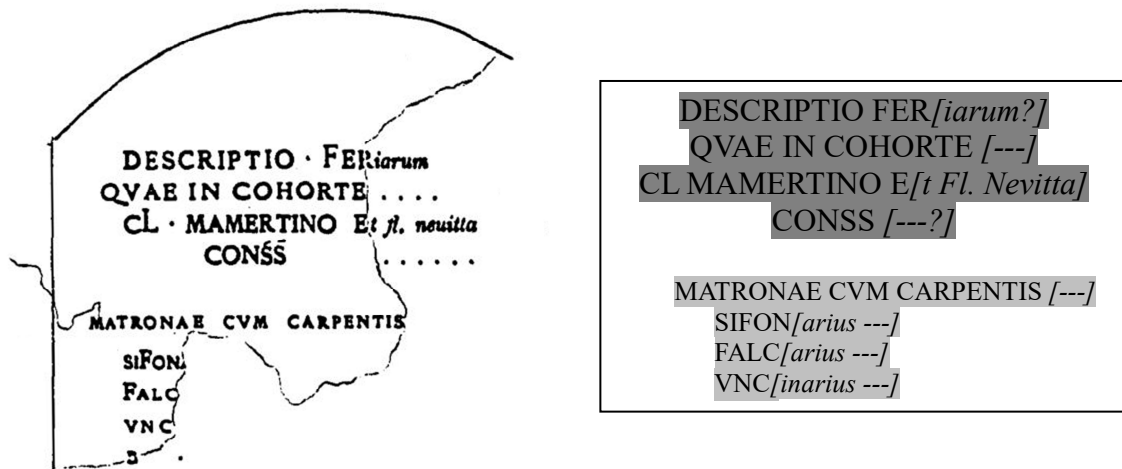 DESCRIPTIO · FERiarum
QVAE IN COHORTE . . . .
CL · MAMERTINO Et fl. neuitta
CONSS . . . . . .
MATRONAE CVM CARPENTIS
SIFON
FALC
VNC
DESCRIPTIO FER[iarum?]
QVAE IN COHORTE [---]
CL MAMERTINO E[t Fl. Nevitta]
CONSS [---?]
MATRONAE CVM CARPENTIS [---]
SIFON[arius ---]
FALC[arius ---]
VNC[inarius ---]